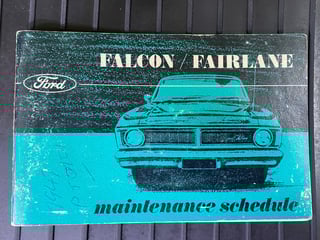 FALCON / FAIRLANE
Ford
maintenance schedule